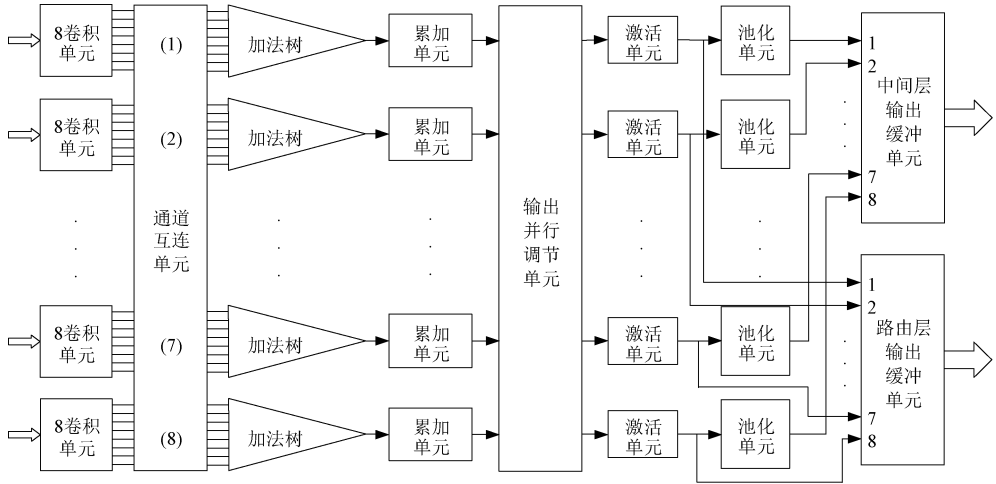 8卷积
单元
(1)
加法树
累加
单元
激活
单元
池化
单元
1
2
中间层
输出
缓冲
单元
7
8
8卷积
单元
(2)
加法树
累加
单元
激活
单元
池化
单元
通道
互连
单元
输出
并行
调节
单元
8卷积
单元
(7)
加法树
累加
单元
激活
单元
池化
单元
1
2
路由层
输出
缓冲
单元
7
8
8卷积
单元
(8)
加法树
累加
单元
激活
单元
池化
单元